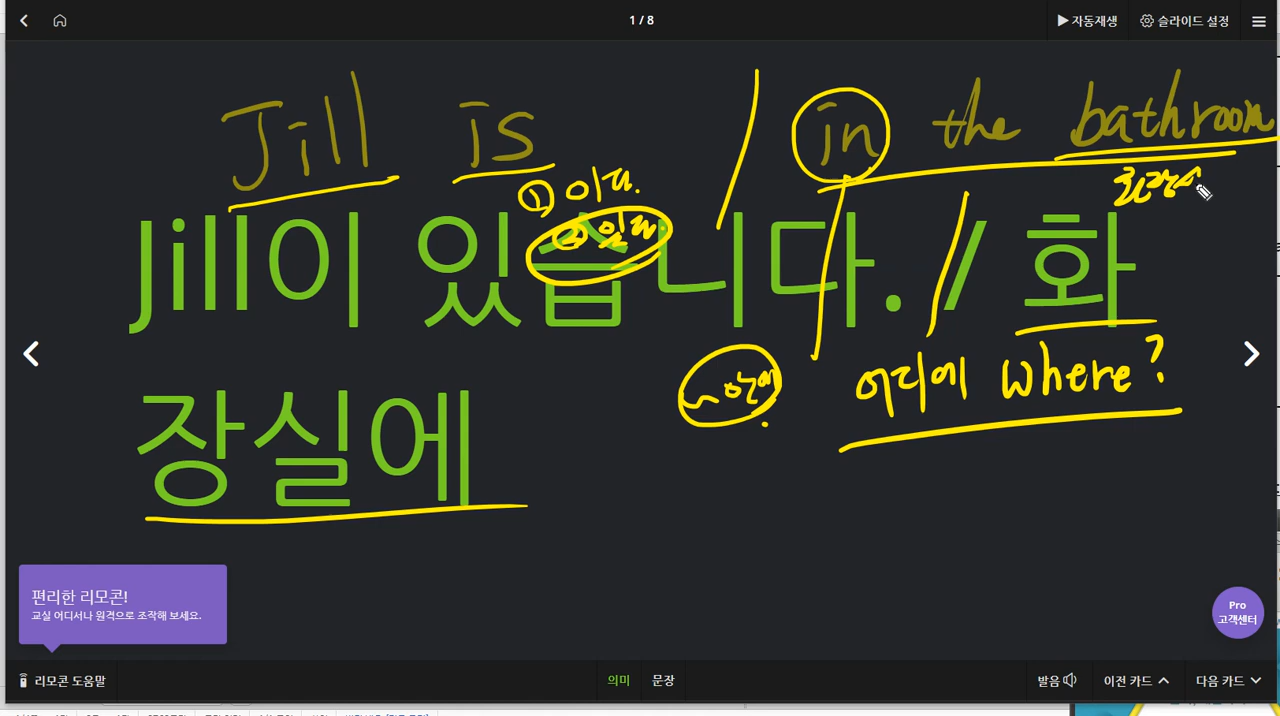 1 / 8
자동재생
슬라이드 설정
Jill is in the bathroom
① 이다.
② 있다
화장실
Jill이 있습니다. // 화
장실에
~안에
어디에 where?
편리한 리모콘!
교실 어디서나 원격으로 조작해 보세요.
Pro
고객센터
리모콘 도움말
의미
문장
발음
이전 카드
다음 카드